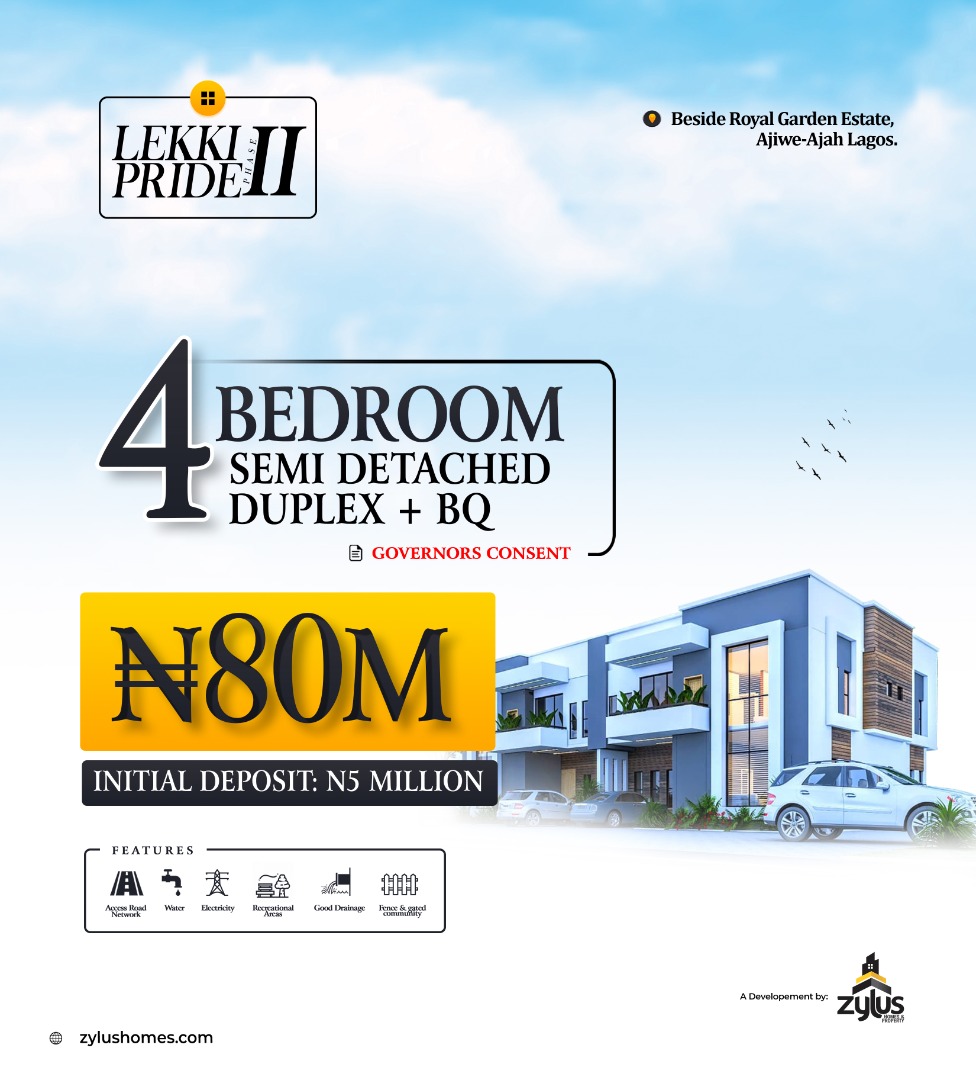 LEKKI
PRIDE
PHASE
II
Beside Royal Garden Estate,
Ajiwe-Ajah Lagos.
4
BEDROOM
SEMI DETACHED
DUPLEX + BQ
GOVERNORS CONSENT
₦80M
INITIAL DEPOSIT: N5 MILLION
FEATURES
Access Road
Network
Water
Electricity
Recreational
Areas
Good Drainage
Fence & gated
community
A Developement by:
zylus
HOMES &
PROPERTY
zylushomes.com